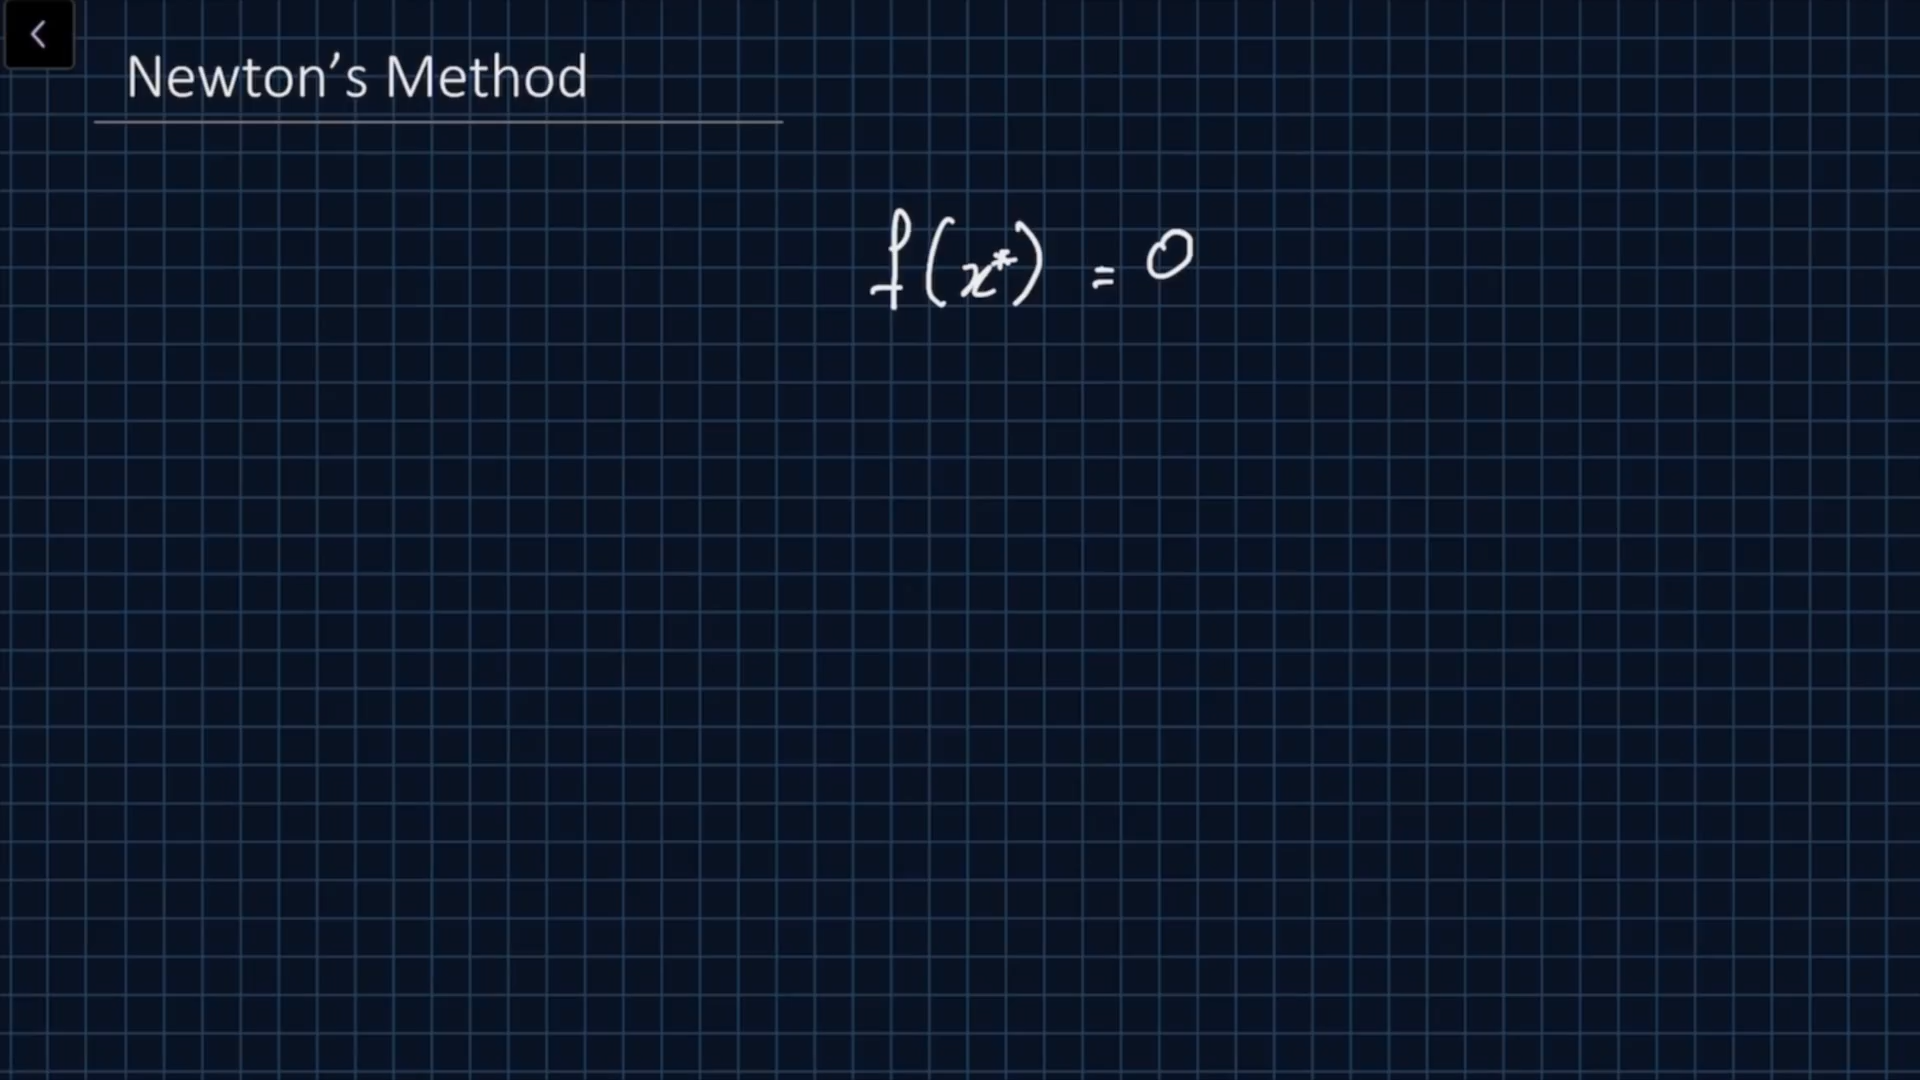 Newton’s Method
f(x*) = 0